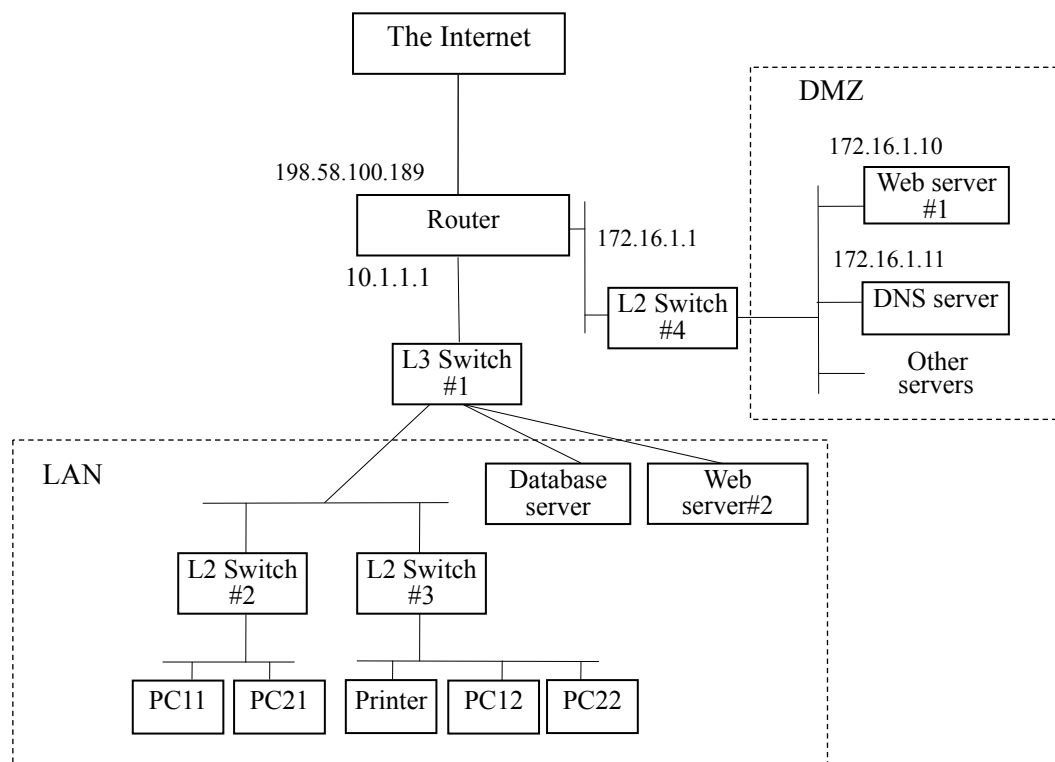 The Internet
DMZ
172.16.1.10
198.58.100.189
Web server
#1
Router
172.16.1.1
172.16.1.11
10.1.1.1
L2 Switch
#4
DNS server
L3 Switch
#1
Other
servers
LAN
Database
server
Web
server#2
L2 Switch
#2
L2 Switch
#3
PC11
PC21
Printer
PC12
PC22